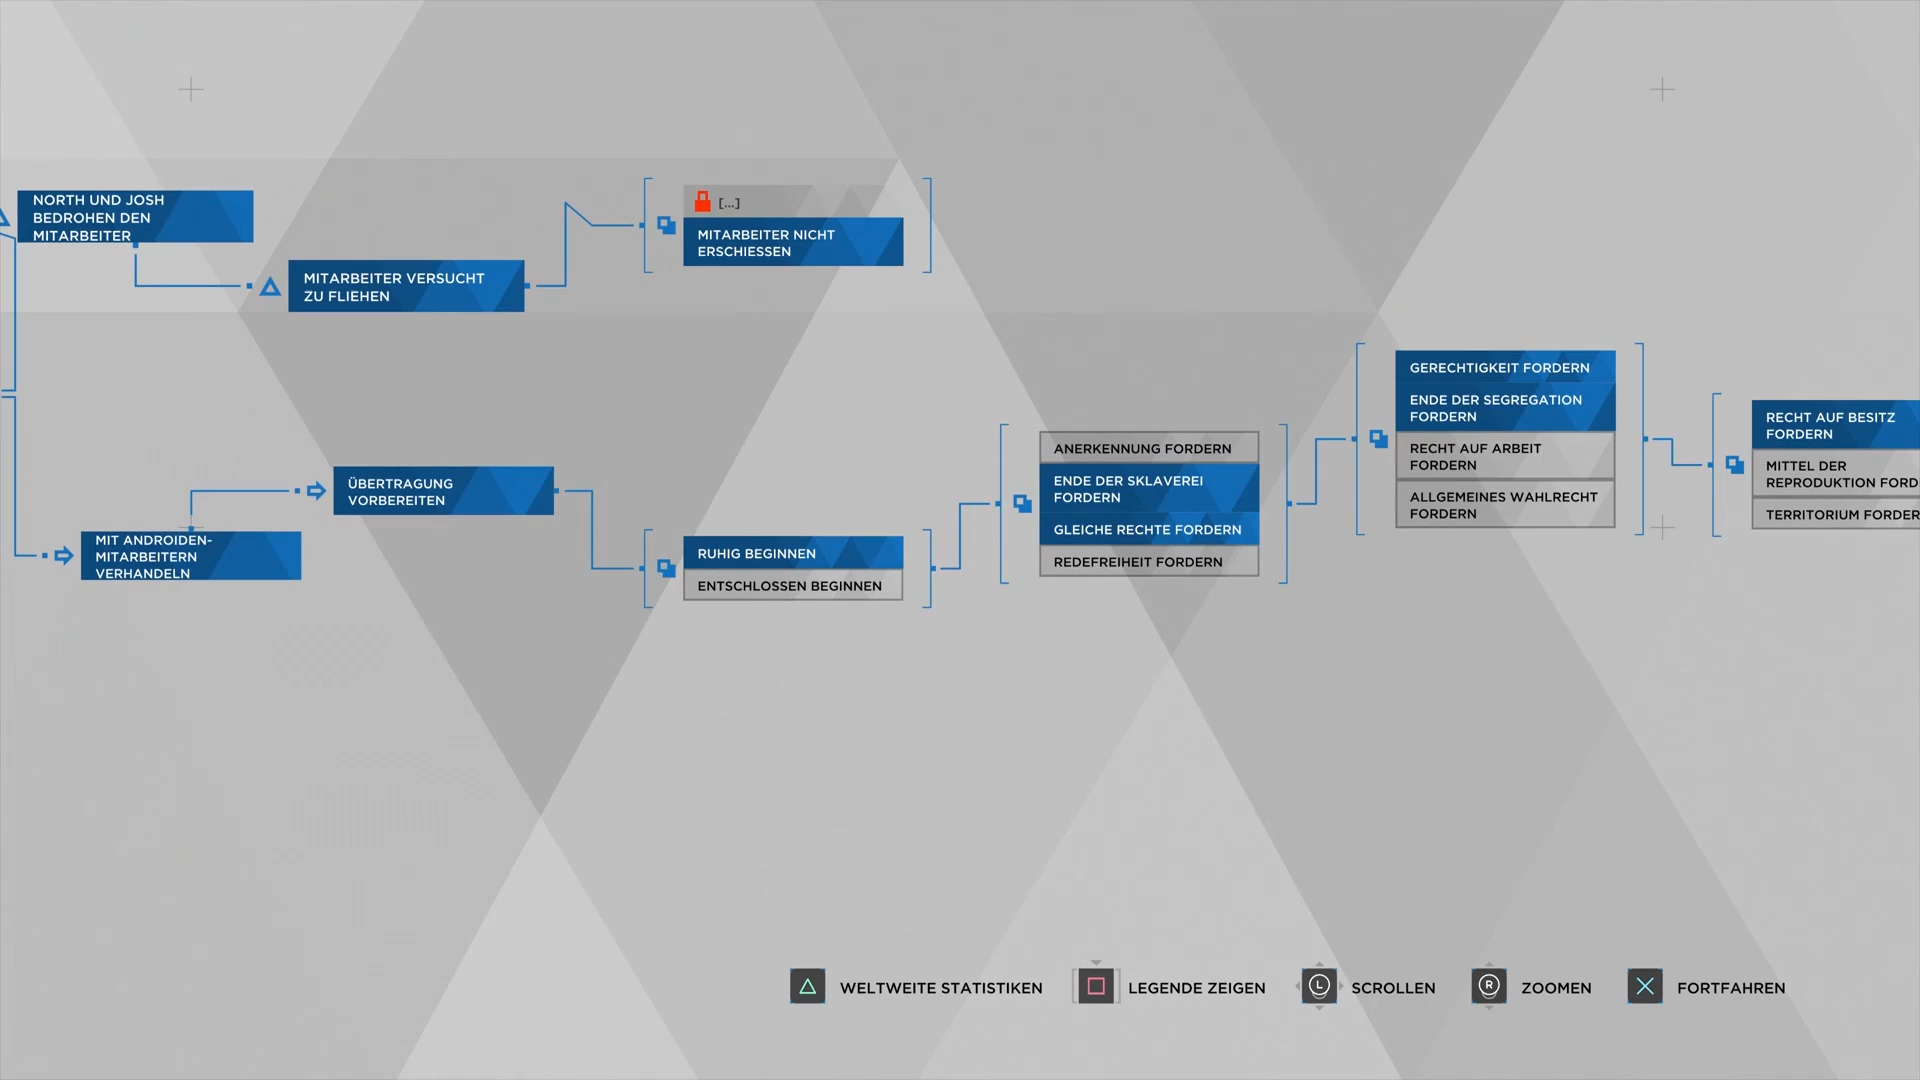 NORTH UND JOSH
BEDROHEN DEN
MITARBEITER
MITARBEITER VERSUCHT
ZU FLIEHEN
[...]
MITARBEITER NICHT
ERSCHIESSEN
MIT ANDROIDEN-
MITARBEITERN
VERHANDELN
ÜBERTRAGUNG
VORBEREITEN
RUHIG BEGINNEN
ENTSCHLOSSEN BEGINNEN
ANERKENNUNG FORDERN
ENDE DER SKLAVEREI
FORDERN
GLEICHE RECHTE FORDERN
REDEFREIHEIT FORDERN
GERECHTIGKEIT FORDERN
ENDE DER SEGREGATION
FORDERN
RECHT AUF ARBEIT
FORDERN
ALLGEMEINES WAHLRECHT
FORDERN
RECHT AUF BESITZ
FORDERN
MITTEL DER
REPRODUKTION FORD
TERRITORIUM FORDER
WELTWEITE STATISTIKEN
LEGENDE ZEIGEN
L SCROLLEN
R ZOOMEN
FORTFAHREN